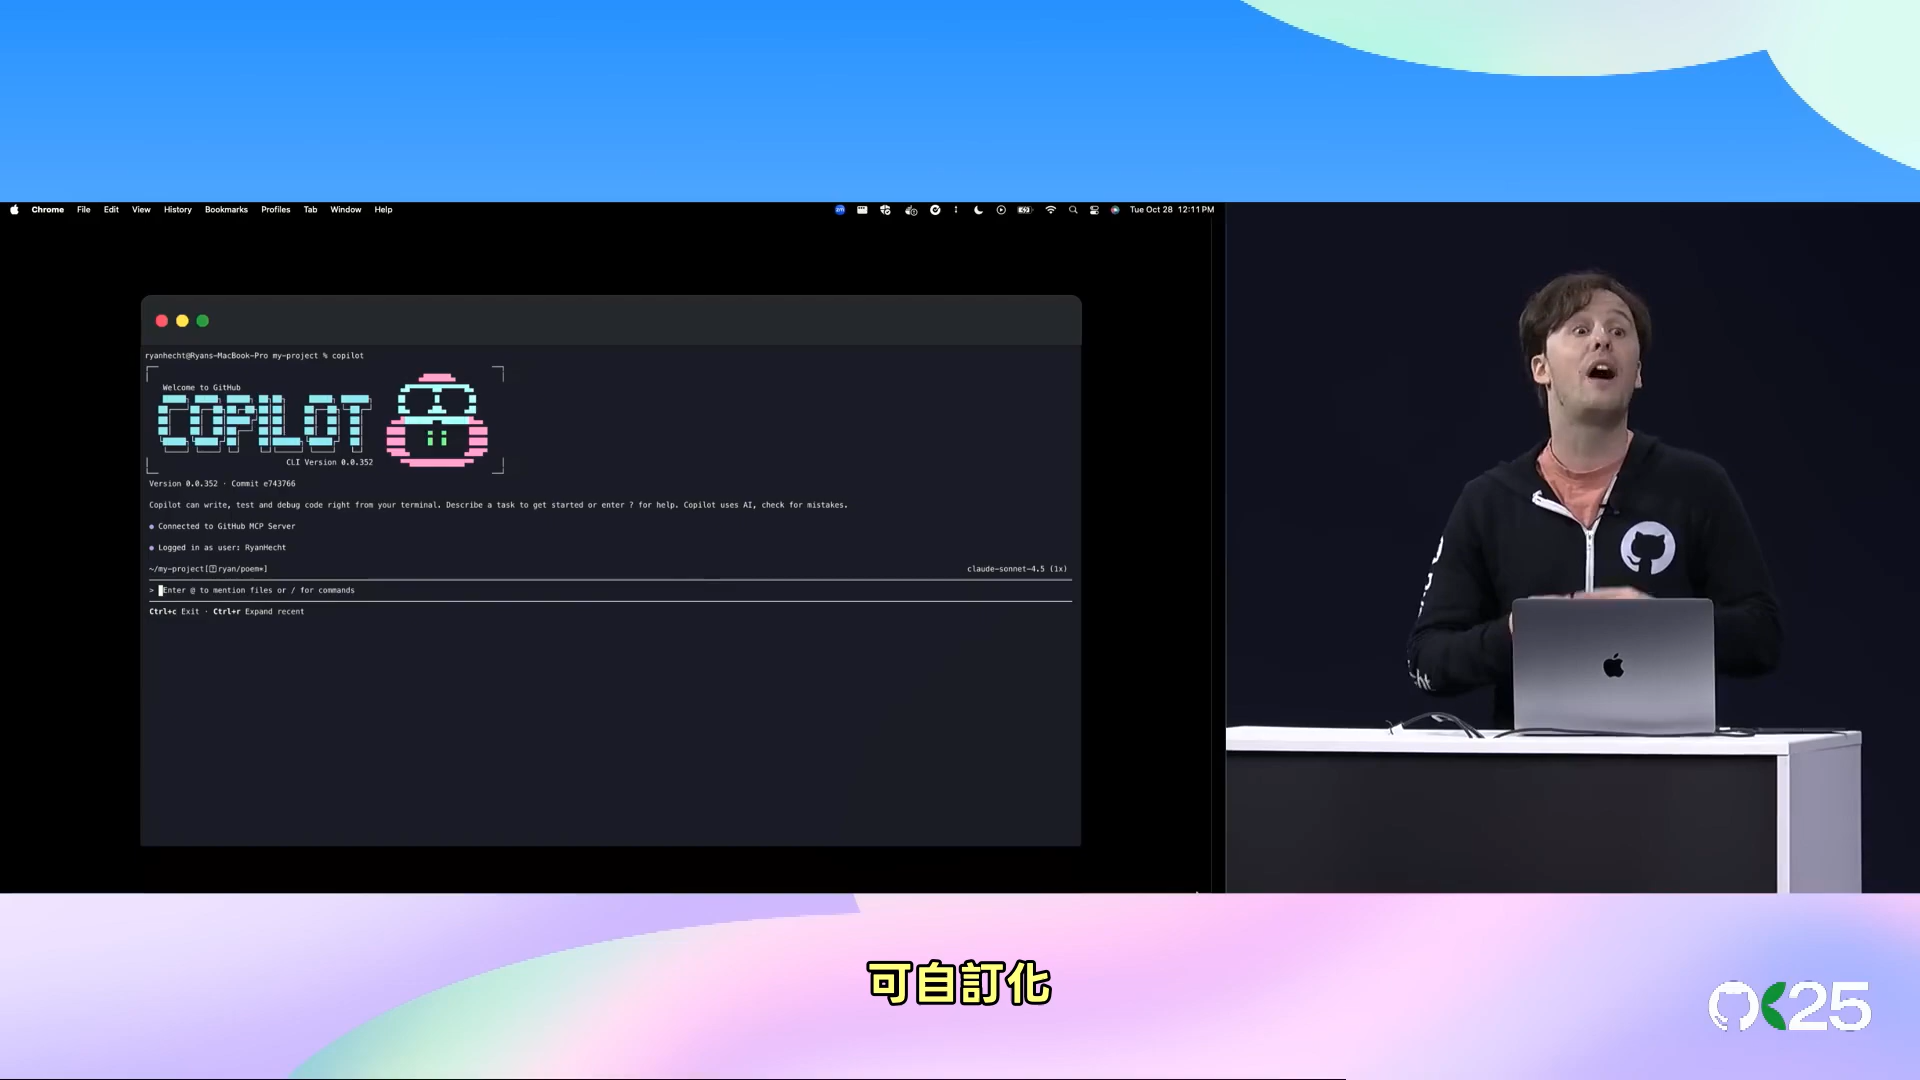 Chrome File Edit View History Bookmarks Profiles Tab Window Help
Tue Oct 28 12:11 PM
ryanhecht@Ryans-MacBook-Pro my-project % copilot
Welcome to GitHub
COPILOT
CLI Version 0.0.352
Version 0.0.352 · Commit e743766
Copilot can write, test and debug code right from your terminal. Describe a task to get started or enter ? for help. Copilot uses AI, check for mistakes.
● Connected to GitHub MCP Server
● Logged in as user: RyanHecht
~/my-project[ryan/poem*]
claude-sonnet-4.5 (1x)
> Enter @ to mention files or / for commands
Ctrl+c Exit · Ctrl+r Expand recent
可自訂化
25